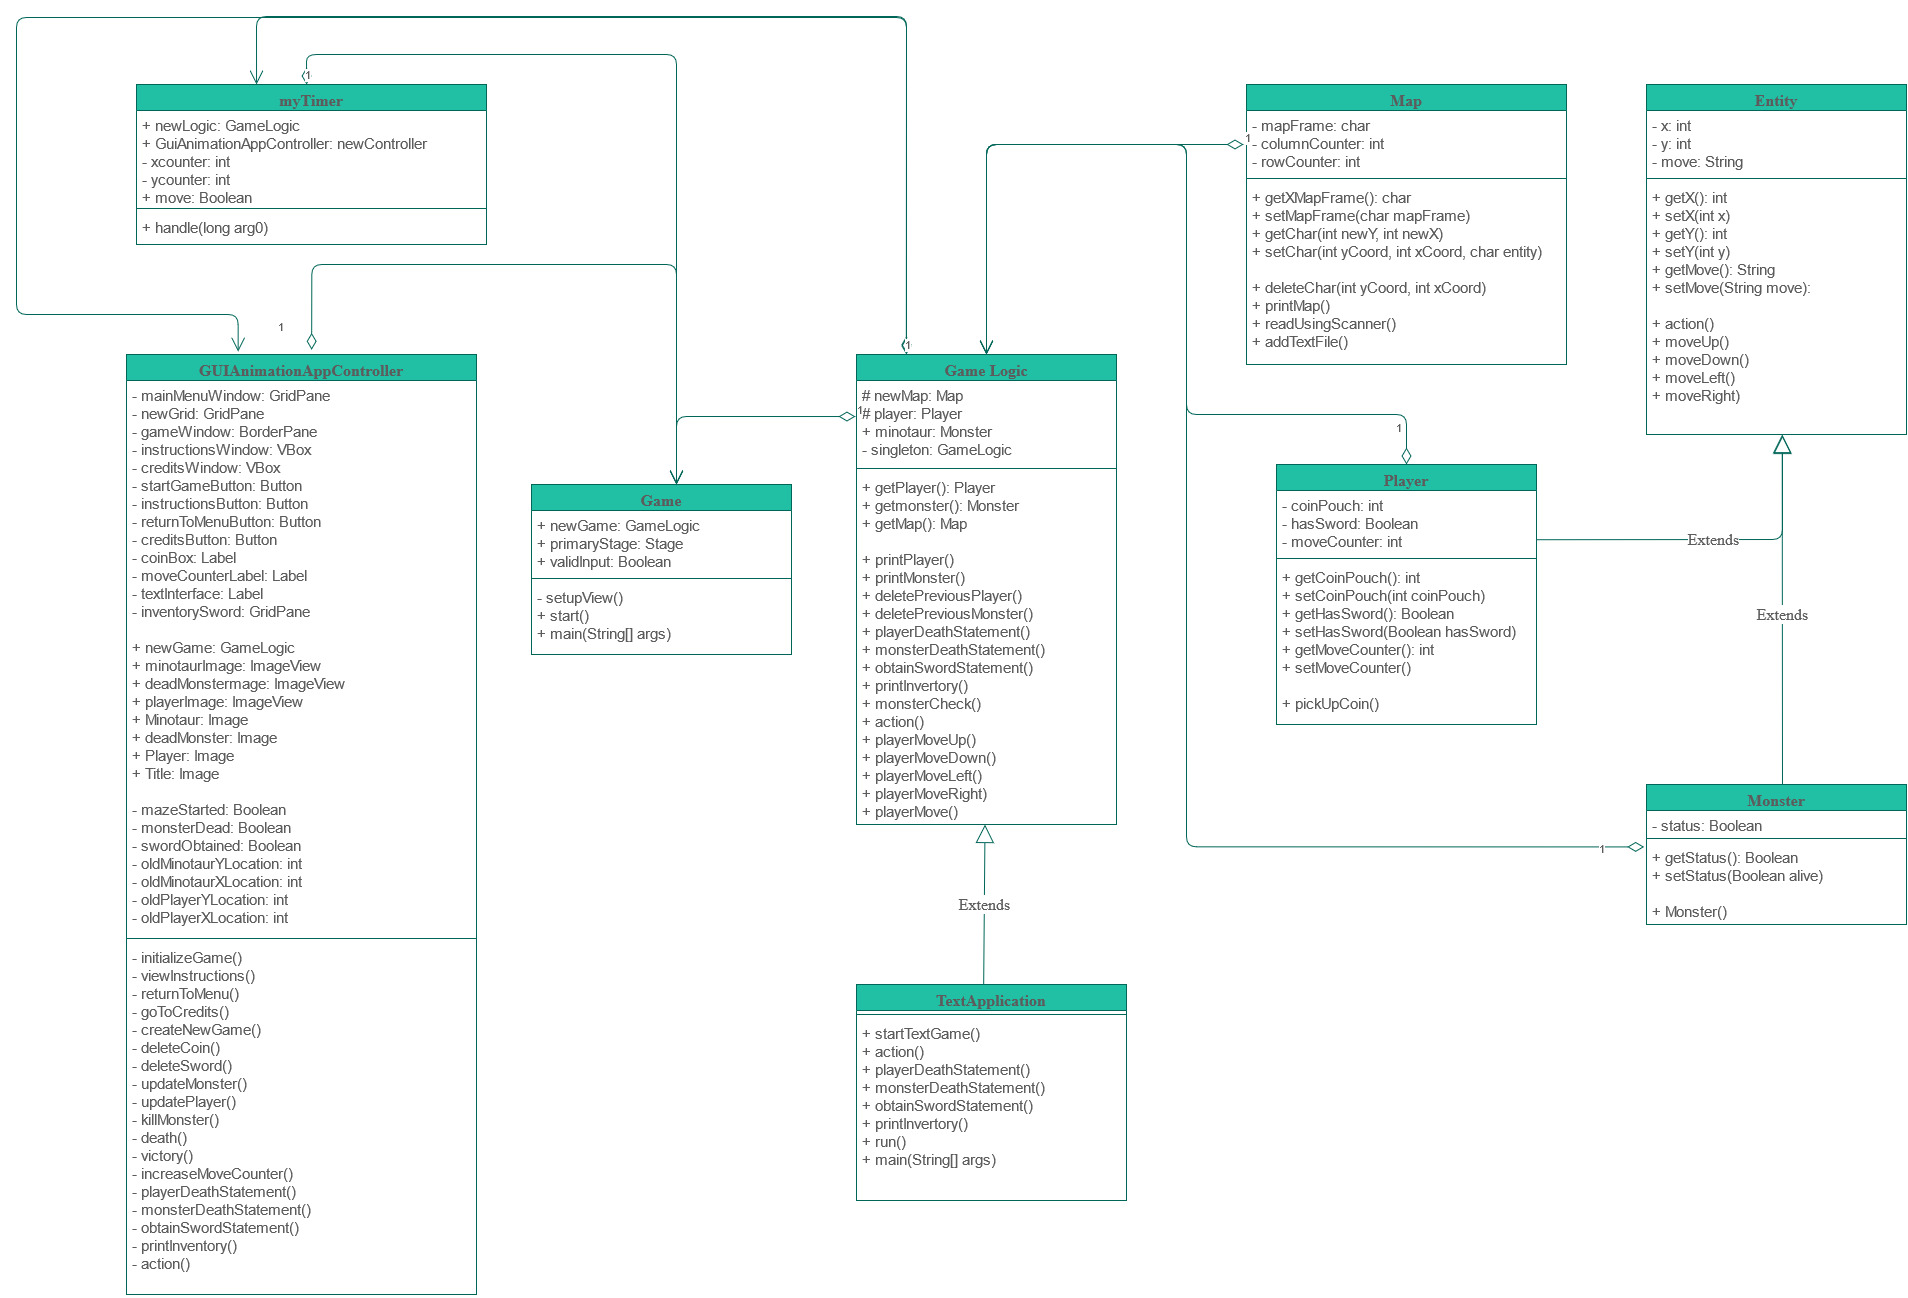 1
myTimer
+ newLogic: GameLogic
+ GuiAnimationAppController: newController
- xcounter: int
- ycounter: int
+ move: Boolean
+ handle(long arg0)
1
GUIAnimationAppController
- mainMenuWindow: GridPane
- newGrid: GridPane
- gameWindow: BorderPane
- instructionsWindow: VBox
- creditsWindow: VBox
- startGameButton: Button
- instructionsButton: Button
- returnToMenuButton: Button
- creditsButton: Button
- coinBox: Label
- moveCounterLabel: Label
- textInterface: Label
- inventorySword: GridPane
+ newGame: GameLogic
+ minotaurImage: ImageView
+ deadMonstermage: ImageView
+ playerImage: ImageView
+ Minotaur: Image
+ deadMonster: Image
+ Player: Image
+ Title: Image
- mazeStarted: Boolean
- monsterDead: Boolean
- swordObtained: Boolean
- oldMinotaurYLocation: int
- oldMinotaurXLocation: int
- oldPlayerYLocation: int
- oldPlayerXLocation: int
- initializeGame()
- viewInstructions()
- returnToMenu()
- goToCredits()
- createNewGame()
- deleteCoin()
- deleteSword()
- updateMonster()
- updatePlayer()
- killMonster()
- death()
- victory()
- increaseMoveCounter()
- playerDeathStatement()
- monsterDeathStatement()
- obtainSwordStatement()
- printInventory()
- action()
Game
+ newGame: GameLogic
+ primaryStage: Stage
+ validInput: Boolean
- setupView()
+ start()
+ main(String[] args)
1
Game Logic
1
# newMap: Map
# player: Player
+ minotaur: Monster
- singleton: GameLogic
+ getPlayer(): Player
+ getmonster(): Monster
+ getMap(): Map
+ printPlayer()
+ printMonster()
+ deletePreviousPlayer()
+ deletePreviousMonster()
+ playerDeathStatement()
+ monsterDeathStatement()
+ obtainSwordStatement()
+ printInvertory()
+ monsterCheck()
+ action()
+ playerMoveUp()
+ playerMoveDown()
+ playerMoveLeft()
+ playerMoveRight)
+ playerMove()
Extends
TextApplication
+ startTextGame()
+ action()
+ playerDeathStatement()
+ monsterDeathStatement()
+ obtainSwordStatement()
+ printInvertory()
+ run()
+ main(String[] args)
Map
1
- mapFrame: char
- columnCounter: int
- rowCounter: int
+ getXMapFrame(): char
+ setMapFrame(char mapFrame)
+ getChar(int newY, int newX)
+ setChar(int yCoord, int xCoord, char entity)
+ deleteChar(int yCoord, int xCoord)
+ printMap()
+ readUsingScanner()
+ addTextFile()
1
Player
- coinPouch: int
- hasSword: Boolean
- moveCounter: int
+ getCoinPouch(): int
+ setCoinPouch(int coinPouch)
+ getHasSword(): Boolean
+ setHasSword(Boolean hasSword)
+ getMoveCounter(): int
+ setMoveCounter()
+ pickUpCoin()
Entity
- x: int
- y: int
- move: String
+ getX(): int
+ setX(int x)
+ getY(): int
+ setY(int y)
+ getMove(): String
+ setMove(String move):
+ action()
+ moveUp()
+ moveDown()
+ moveLeft()
+ moveRight)
Extends
Extends
1
Monster
- status: Boolean
+ getStatus(): Boolean
+ setStatus(Boolean alive)
+ Monster()